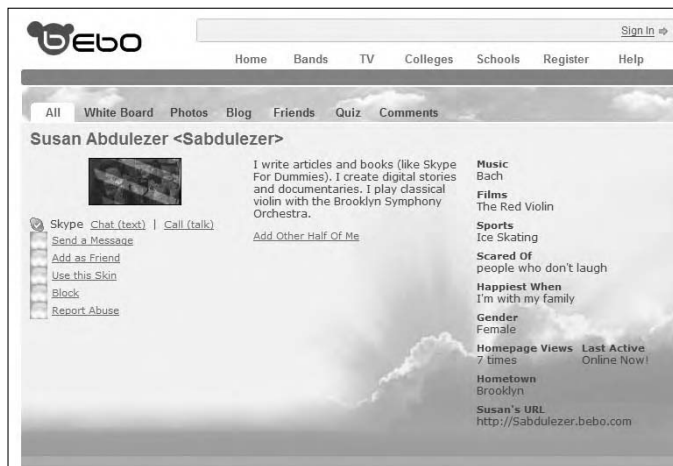 bebo
Sign In
Home Bands TV Colleges Schools Register Help
All White Board Photos Blog Friends Quiz Comments
Susan Abdulezer <Sabdulezer>
Skype Chat (text) | Call (talk)
Send a Message
Add as Friend
Use this Skin
Block
Report Abuse
I write articles and books (like Skype
For Dummies). I create digital stories
and documentaries. I play classical
violin with the Brooklyn Symphony
Orchestra.
Add Other Half Of Me
Music
Bach
Films
The Red Violin
Sports
Ice Skating
Scared Of
people who don't laugh
Happiest When
I'm with my family
Gender
Female
Homepage Views Last Active
7 times Online Now!
Hometown
Brooklyn
Susan's URL
http://Sabdulezer.bebo.com